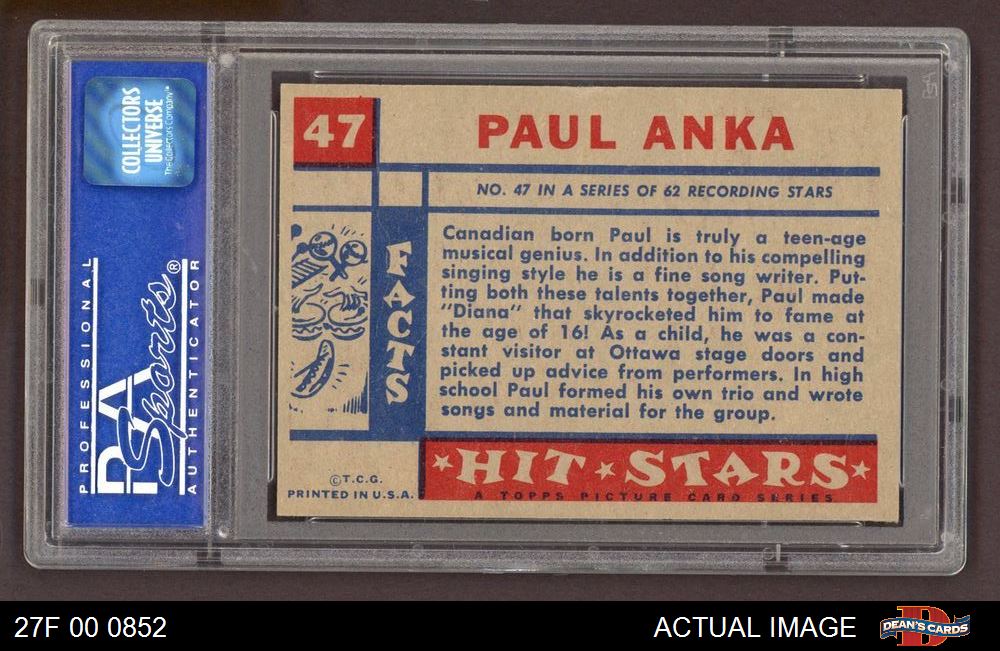 COLLECTORS
UNIVERSE
The Collectors Company™
PROFESSIONAL
PSA
Sports®
AUTHENTICATOR
47
PAUL ANKA
NO. 47 IN A SERIES OF 62 RECORDING STARS
FACTS
Canadian born Paul is truly a teen-age
musical genius. In addition to his compelling
singing style he is a fine song writer. Put-
ting both these talents together, Paul made
"Diana" that skyrocketed him to fame at
the age of 16! As a child, he was a con-
stant visitor at Ottawa stage doors and
picked up advice from performers. In high
school Paul formed his own trio and wrote
songs and material for the group.
HIT STARS
A TOPPS PICTURE CARD SERIES
©T.C.G.
PRINTED IN U.S.A.
27F 00 0852
ACTUAL IMAGE
D
DEAN'S CARDS